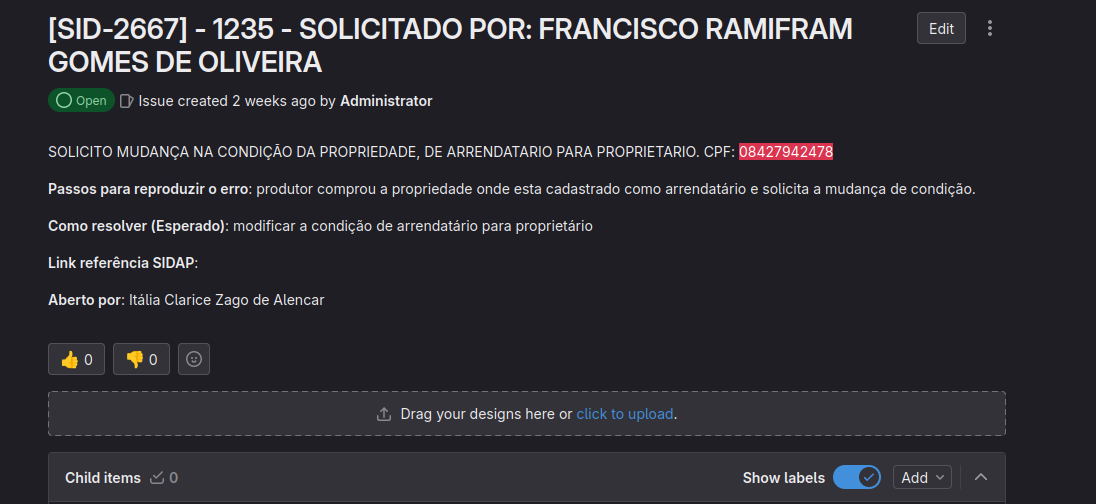 [SID-2667] - 1235 - SOLICITADO POR: FRANCISCO RAMIFRAM
GOMES DE OLIVEIRA
Edit
Open Issue created 2 weeks ago by Administrator
SOLICITO MUDANÇA NA CONDIÇÃO DA PROPRIEDADE, DE ARRENDATARIO PARA PROPRIETARIO. CPF: 08427942478
Passos para reproduzir o erro: produtor comprou a propriedade onde esta cadastrado como arrendatário e solicita a mudança de condição.
Como resolver (Esperado): modificar a condição de arrendatário para proprietário
Link referência SIDAP:
Aberto por: Itália Clarice Zago de Alencar
0 0
Drag your designs here or click to upload.
Child items 0 Show labels Add